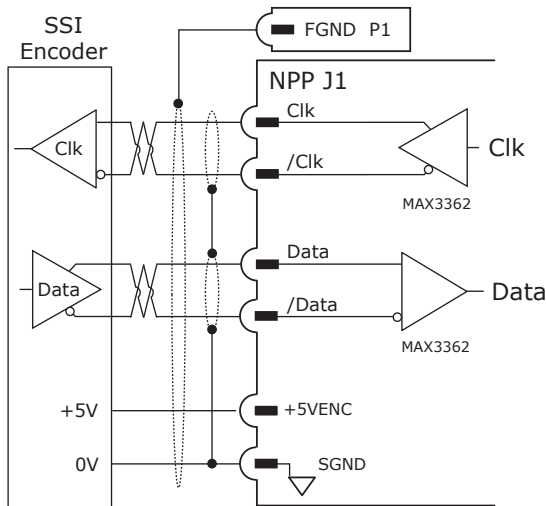 SSI
Encoder
FGND P1
NPP J1
Clk
Clk
/Clk
Clk
MAX3362
Data
Data
/Data
Data
MAX3362
+5V
+5VENC
0V
SGND